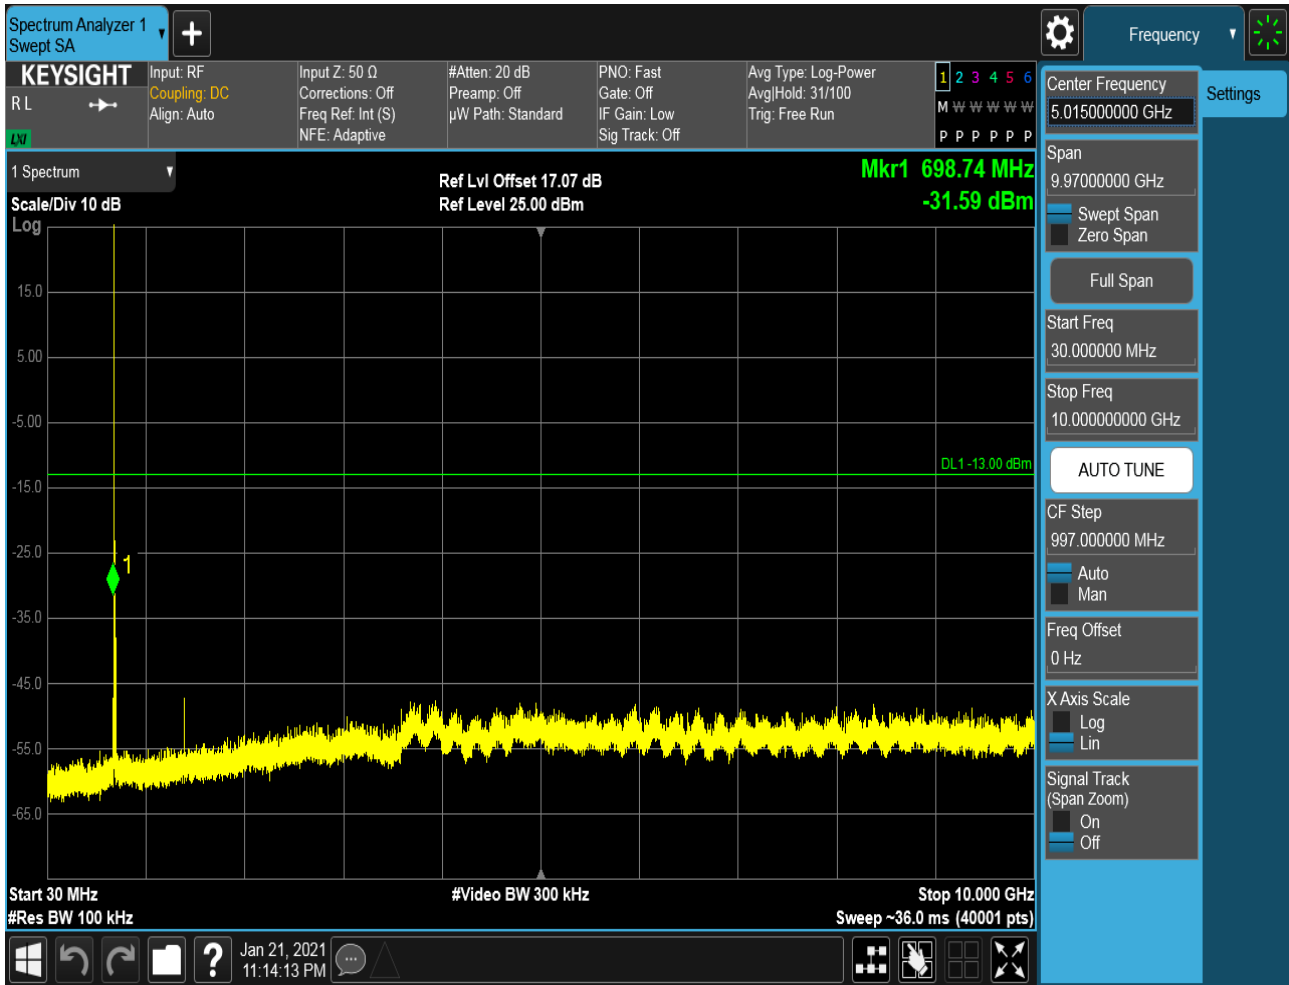 Spectrum Analyzer 1
Swept SA
Frequency
KEYSIGHT
R L
LXI
Input: RF
Coupling: DC
Align: Auto
Input Z: 50 Ω
Corrections: Off
Freq Ref: Int (S)
NFE: Adaptive
#Atten: 20 dB
Preamp: Off
µW Path: Standard
PNO: Fast
Gate: Off
IF Gain: Low
Sig Track: Off
Avg Type: Log-Power
Avg|Hold: 31/100
Trig: Free Run
1 2 3 4 5 6
M W W W W W
P P P P P P
1 Spectrum
Scale/Div 10 dB
Log
Ref Lvl Offset 17.07 dB
Ref Level 25.00 dBm
Mkr1 698.74 MHz
-31.59 dBm
15.0
5.00
-5.00
-15.0
-25.0
-35.0
-45.0
-55.0
-65.0
DL1 -13.00 dBm
1
Start 30 MHz
#Res BW 100 kHz
#Video BW 300 kHz
Stop 10.000 GHz
Sweep ~36.0 ms (40001 pts)
Center Frequency
5.015000000 GHz
Settings
Span
9.97000000 GHz
Swept Span
Zero Span
Full Span
Start Freq
30.000000 MHz
Stop Freq
10.000000000 GHz
AUTO TUNE
CF Step
997.000000 MHz
Auto
Man
Freq Offset
0 Hz
X Axis Scale
Log
Lin
Signal Track
(Span Zoom)
On
Off
?
Jan 21, 2021
11:14:13 PM